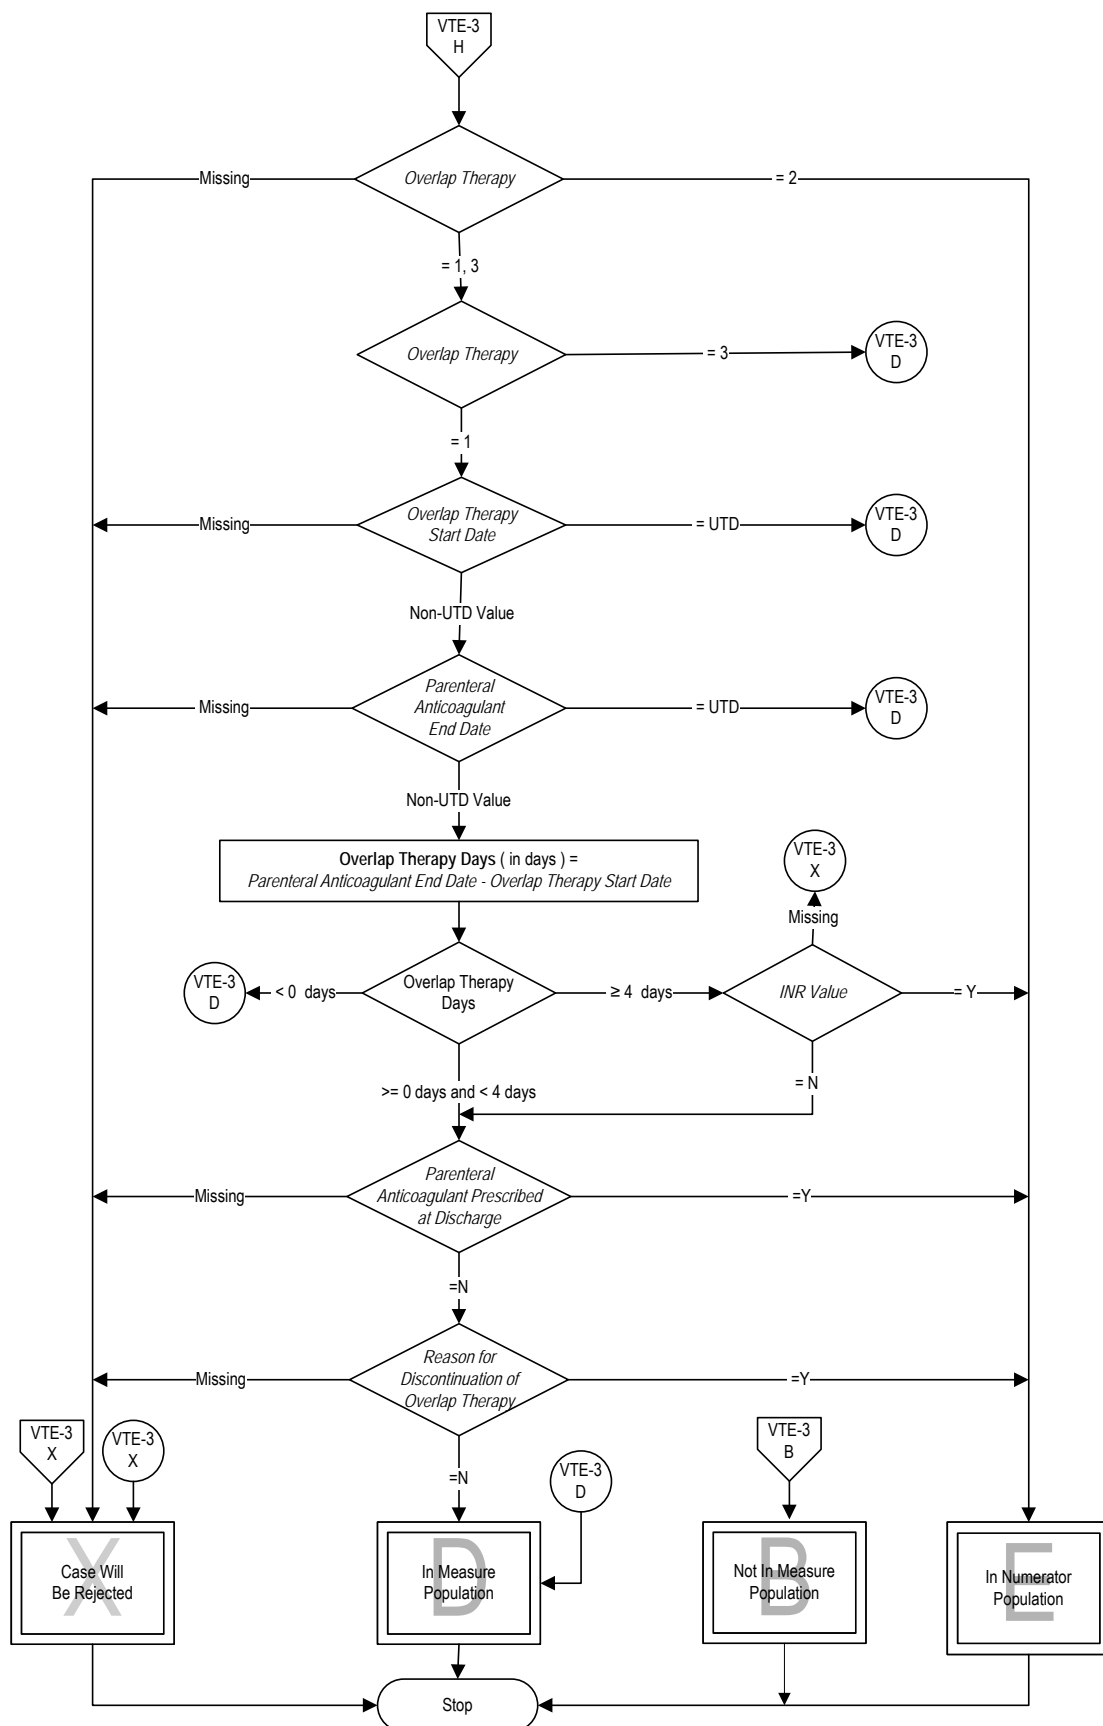 VTE-3
H
Missing
Overlap Therapy
= 2
= 1, 3
Overlap Therapy
= 3
VTE-3
D
= 1
Missing
Overlap Therapy
Start Date
= UTD
VTE-3
D
Non-UTD Value
Missing
Parenteral
Anticoagulant
End Date
= UTD
VTE-3
D
Non-UTD Value
Overlap Therapy Days ( in days ) =
Parenteral Anticoagulant End Date - Overlap Therapy Start Date
VTE-3
X
Missing
VTE-3
D
< 0 days
Overlap Therapy
Days
≥ 4 days
INR Value
= Y
= N
>= 0 days and < 4 days
Missing
Parenteral
Anticoagulant Prescribed
at Discharge
=Y
=N
Missing
Reason for
Discontinuation of
Overlap Therapy
=Y
=N
VTE-3
X
VTE-3
X
VTE-3
D
VTE-3
B
X
Case Will
Be Rejected
D
In Measure
Population
B
Not In Measure
Population
E
In Numerator
Population
Stop